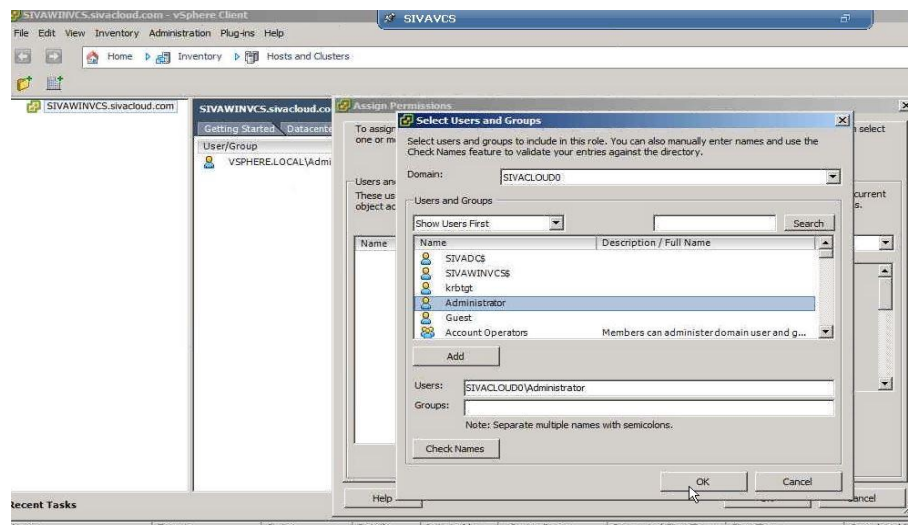 SIVAWINVCS.sivacloud.com - vSphere Client
SIVAVCS
File Edit View Inventory Administration Plug-ins Help
Home Inventory Hosts and Clusters
SIVAWINVCS.sivacloud.com
SIVAWINVCS.sivacloud.co
Getting Started Datacente
User/Group
VSPHERE.LOCAL\Admi
Assign Permissions
To assign
one or m
select
Users an
These us
object ac
current
s.
Name
Select Users and Groups
Select users and groups to include in this role. You can also manually enter names and use the
Check Names feature to validate your entries against the directory.
Domain: SIVACLOUD0
Users and Groups
Show Users First Search
Name Description / Full Name
SIVADC$
SIVAWINVCS$
krbtgt
Administrator
Guest
Account Operators Members can administer domain user and g...
Add
Users: SIVACLOUD0\Administrator
Groups:
Note: Separate multiple names with semicolons.
Check Names
OK Cancel
Help ancel
Recent Tasks